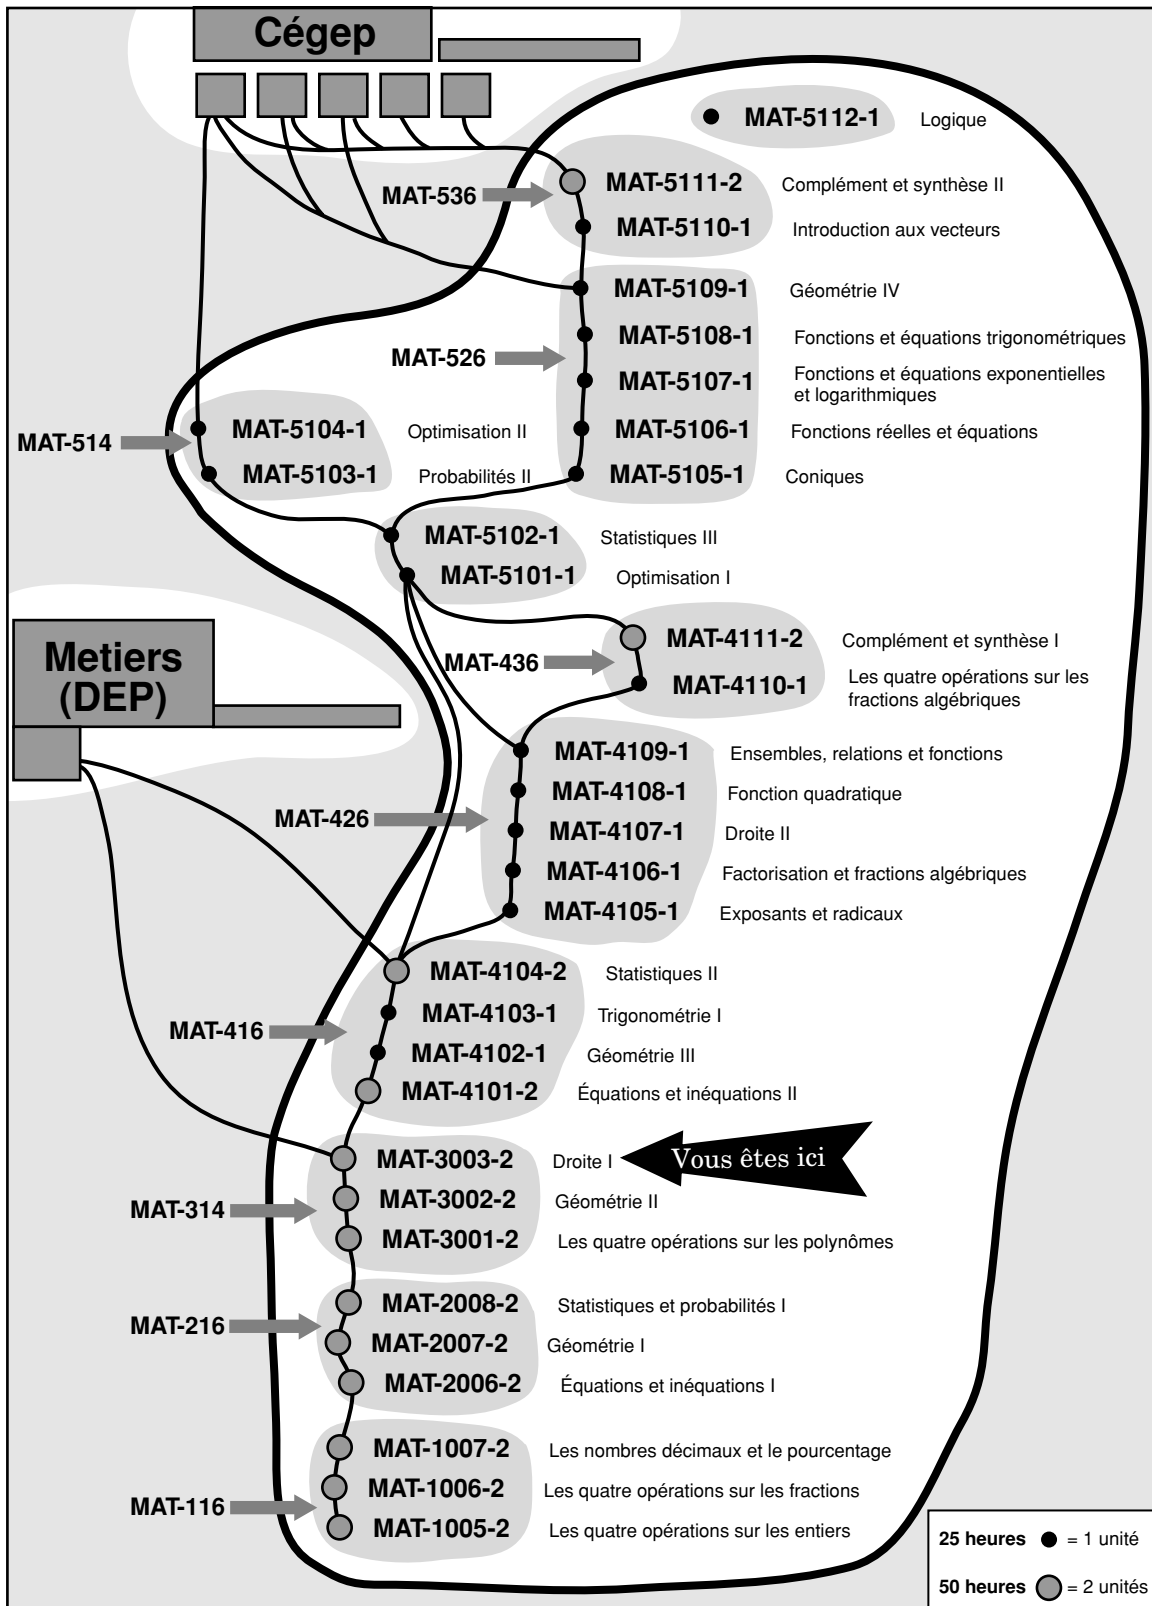 Cégep
MAT-5112-1 Logique
MAT-536
MAT-5111-2 Complément et synthèse II
MAT-5110-1 Introduction aux vecteurs
MAT-5109-1 Géométrie IV
MAT-526
MAT-5108-1 Fonctions et équations trigonométriques
MAT-5107-1 Fonctions et équations exponentielles
et logarithmiques
MAT-5106-1 Fonctions réelles et équations
MAT-5105-1 Coniques
MAT-514
MAT-5104-1 Optimisation II
MAT-5103-1 Probabilités II
MAT-5102-1 Statistiques III
MAT-5101-1 Optimisation I
Metiers
(DEP)
MAT-436
MAT-4111-2 Complément et synthèse I
MAT-4110-1 Les quatre opérations sur les
fractions algébriques
MAT-426
MAT-4109-1 Ensembles, relations et fonctions
MAT-4108-1 Fonction quadratique
MAT-4107-1 Droite II
MAT-4106-1 Factorisation et fractions algébriques
MAT-4105-1 Exposants et radicaux
MAT-416
MAT-4104-2 Statistiques II
MAT-4103-1 Trigonométrie I
MAT-4102-1 Géométrie III
MAT-4101-2 Équations et inéquations II
MAT-314
MAT-3003-2 Droite I Vous êtes ici
MAT-3002-2 Géométrie II
MAT-3001-2 Les quatre opérations sur les polynômes
MAT-216
MAT-2008-2 Statistiques et probabilités I
MAT-2007-2 Géométrie I
MAT-2006-2 Équations et inéquations I
MAT-116
MAT-1007-2 Les nombres décimaux et le pourcentage
MAT-1006-2 Les quatre opérations sur les fractions
MAT-1005-2 Les quatre opérations sur les entiers
25 heures = 1 unité
50 heures = 2 unités